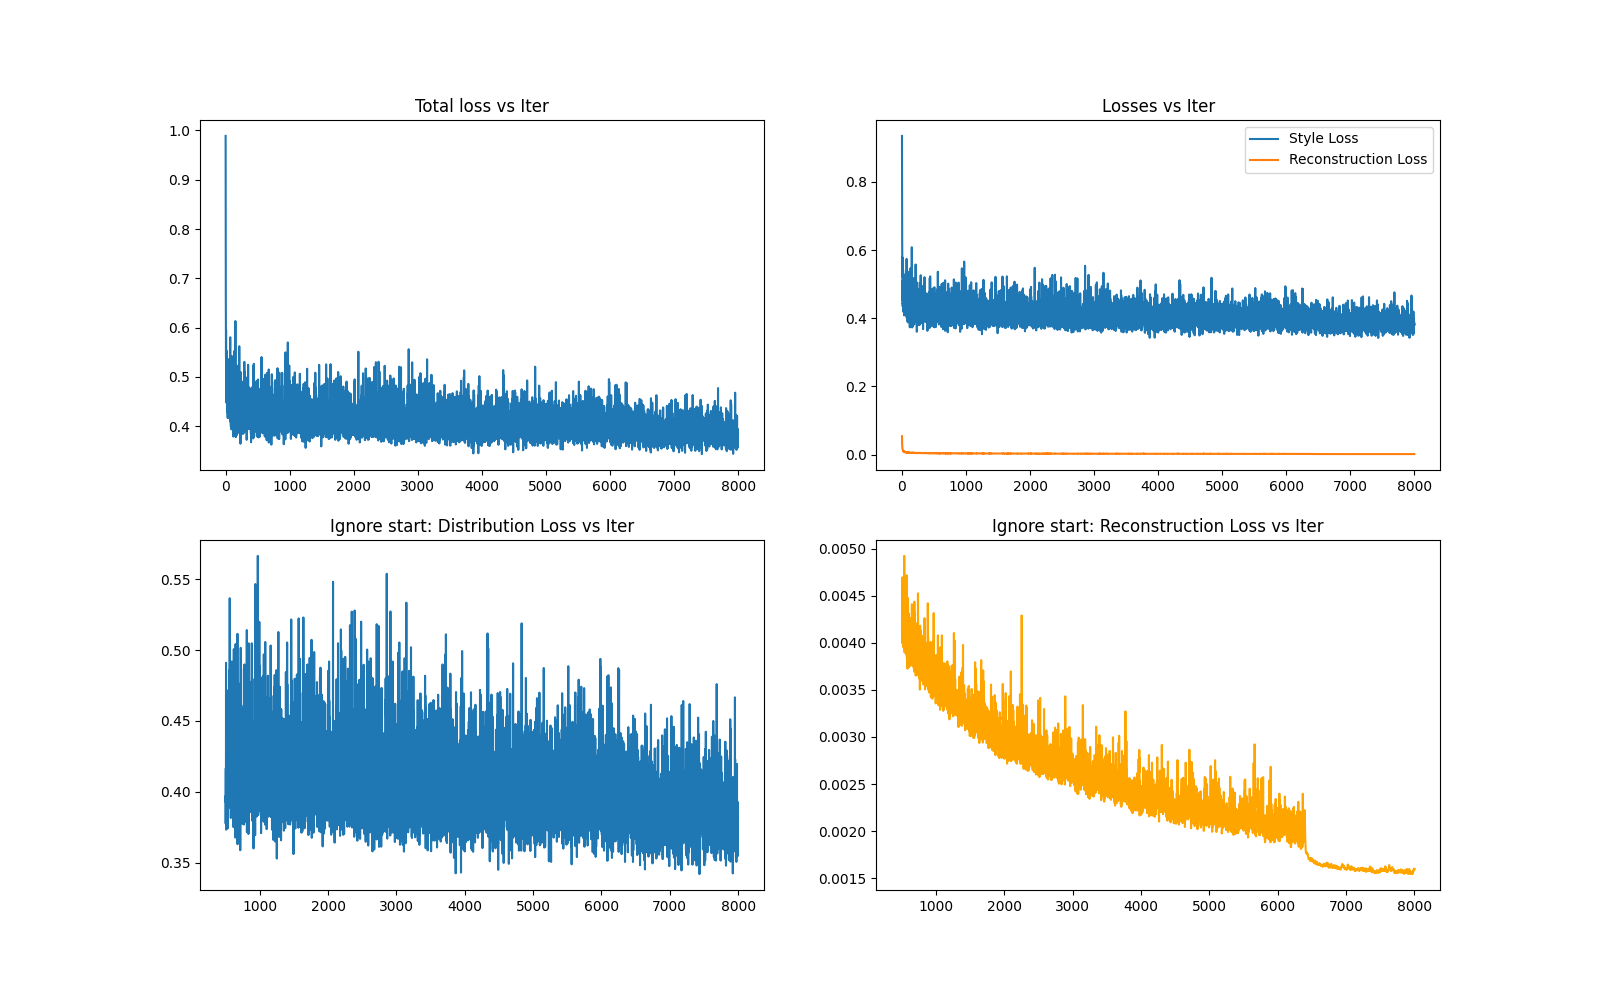 Total loss vs Iter
1.0
0.9
0.8
0.7
0.6
0.5
0.4
0 1000 2000 3000 4000 5000 6000 7000 8000
Losses vs Iter
Style Loss
Reconstruction Loss
0.8
0.6
0.4
0.2
0.0
0 1000 2000 3000 4000 5000 6000 7000 8000
Ignore start: Distribution Loss vs Iter
0.55
0.50
0.45
0.40
0.35
1000 2000 3000 4000 5000 6000 7000 8000
Ignore start: Reconstruction Loss vs Iter
0.0050
0.0045
0.0040
0.0035
0.0030
0.0025
0.0020
0.0015
1000 2000 3000 4000 5000 6000 7000 8000